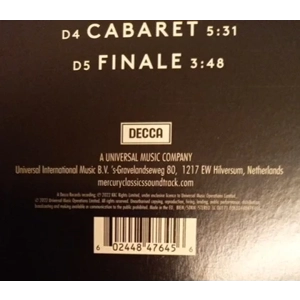 D4 CABARET 5:31
D5 FINALE 3:48
DECCA
A UNIVERSAL MUSIC COMPANY
Universal International Music B.V. 's-Gravelandseweg 80, 1217 EW Hilversum, Netherlands
mercuryclassicssoundtrack.com
6 02448 47645 6